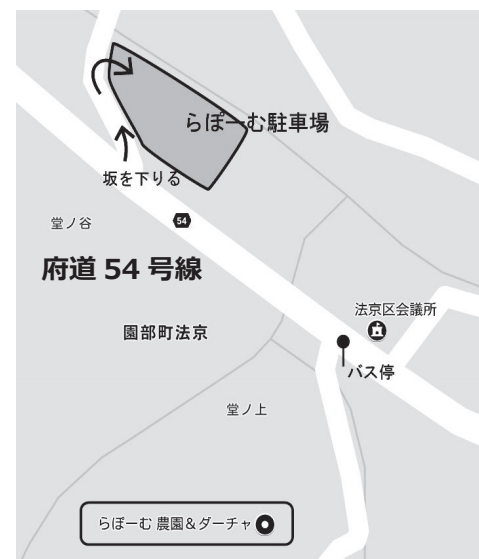 らぽーむ駐車場
坂を下りる
堂ノ谷
54
府道 54 号線
法京区会議所
園部町法京
バス停
堂ノ上
らぽーむ 農園&ダーチャ